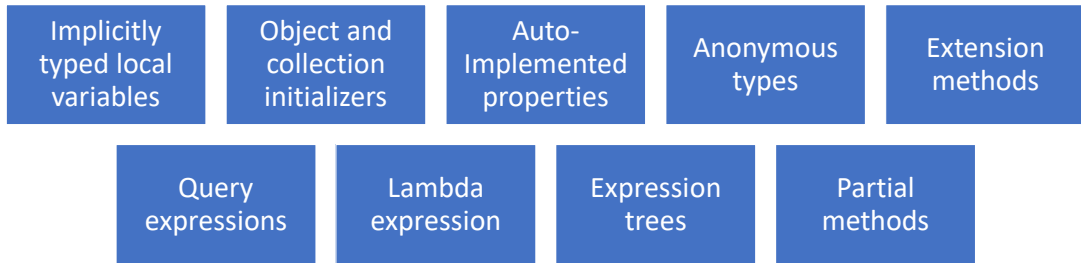 Implicitly
typed local
variables
Object and
collection
initializers
Auto-
Implemented
properties
Anonymous
types
Extension
methods
Query
expressions
Lambda
expression
Expression
trees
Partial
methods